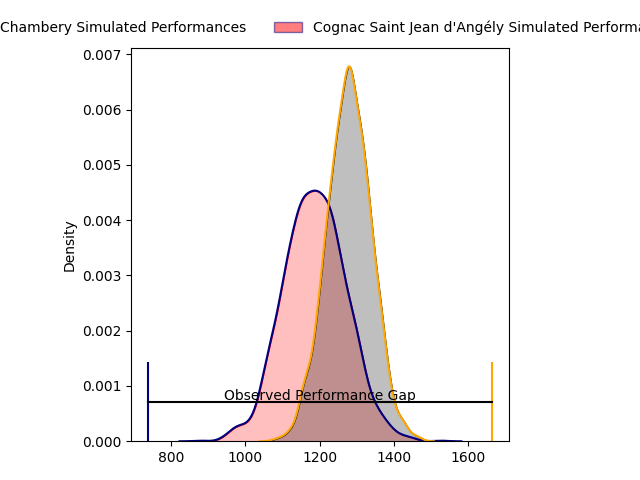 Chambery Simulated Performances
Cognac Saint Jean d'Angély Simulated
0.007
0.006
0.005
0.004
0.003
0.002
0.001
0.000
Density
Observed Performance Gap
800 1000 1200 1400 1600